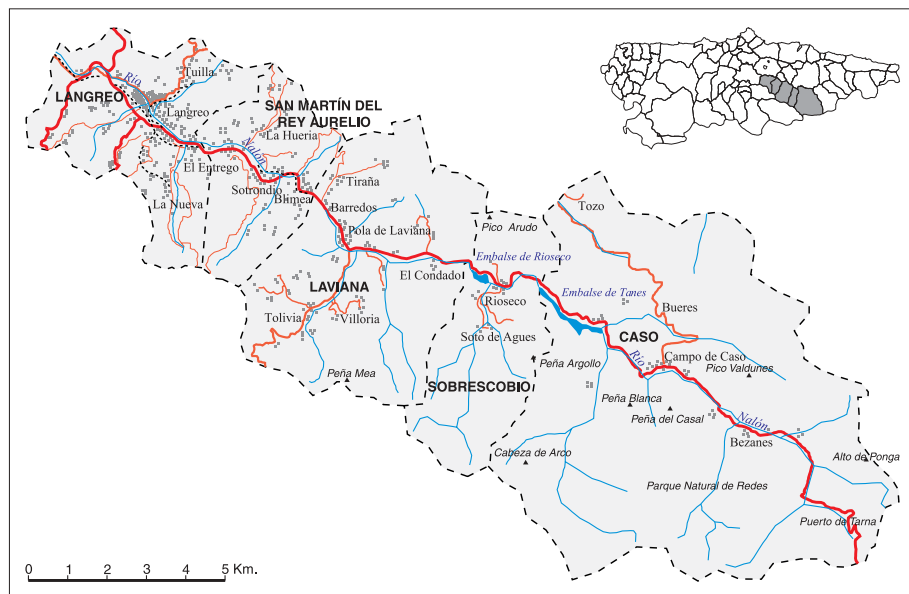 Tuilla
Río
LANGREO
Langreo
SAN MARTÍN DEL
REY AURELIO
La Hueria
Nalón
El Entrego
Sotrondio
Blimea
Tiraña
La Nueva
Barredos
Pola de Laviana
Tozo
Pico Arudo
Embalse de Rioseco
El Condado
Embalse de Tanes
LAVIANA
Rioseco
Bueres
Tolivia
Villoria
Soto de Agues
CASO
Río
Campo de Caso
Peña Argollo
Pico Valdunes
Peña Mea
SOBRESCOBIO
Peña Blanca
Peña del Casal
Nalón
Bezanes
Cabeza de Arco
Alto de Ponga
Parque Natural de Redes
Puerto de Tarna
0 1 2 3 4 5 Km.